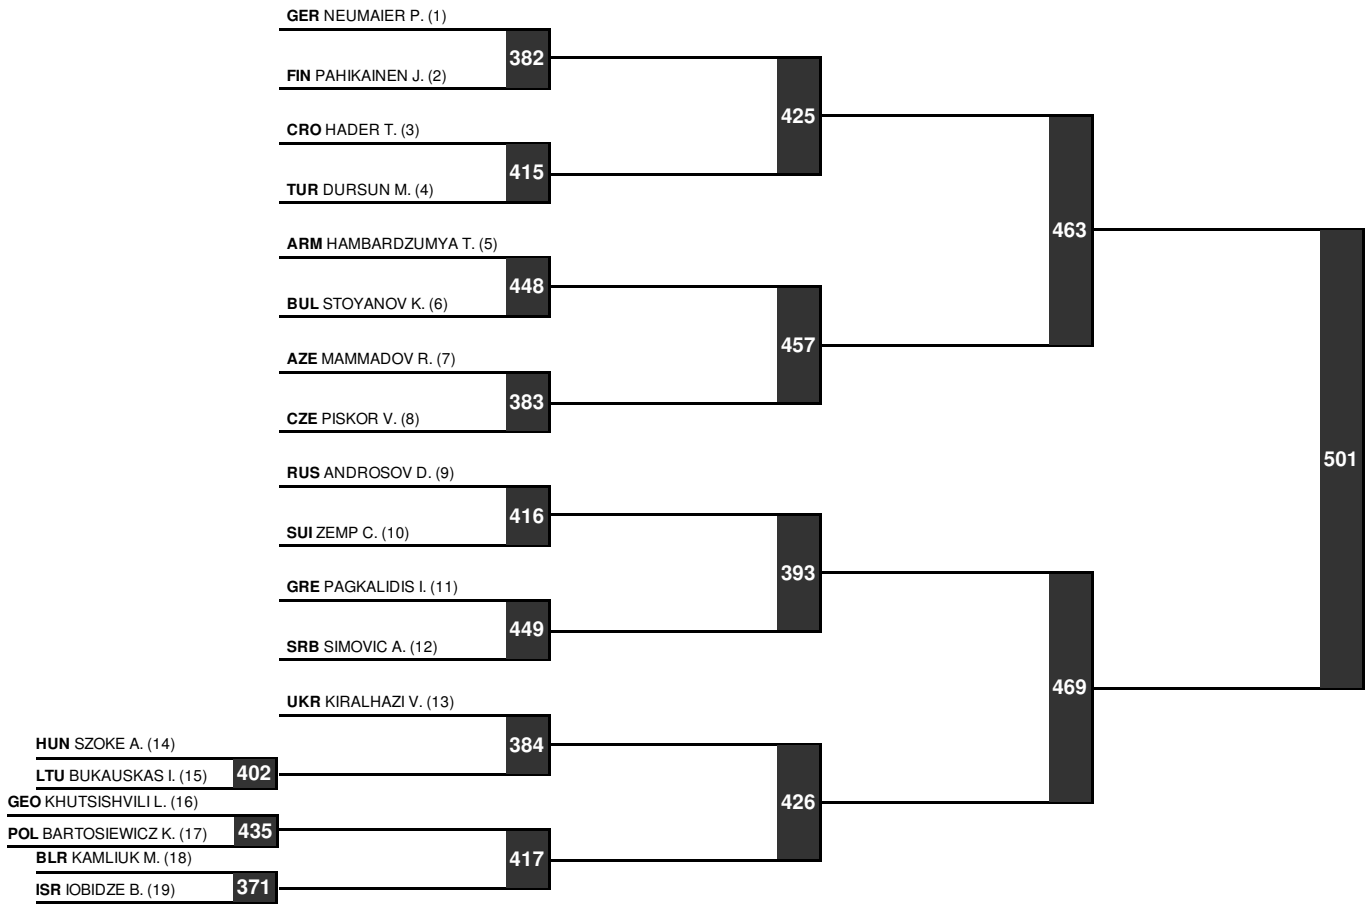 GER NEUMAIER P. (1)
382
FIN PAHIKAINEN J. (2)
425
CRO HADER T. (3)
415
TUR DURSUN M. (4)
463
ARM HAMBARDZUMYA T. (5)
448
BUL STOYANOV K. (6)
457
AZE MAMMADOV R. (7)
383
CZE PISKOR V. (8)
501
RUS ANDROSOV D. (9)
416
SUI ZEMP C. (10)
393
GRE PAGKALIDIS I. (11)
449
SRB SIMOVIC A. (12)
469
UKR KIRALHAZI V. (13)
384
HUN SZOKE A. (14)
402
LTU BUKAUSKAS I. (15)
426
GEO KHUTSISHVILI L. (16)
435
POL BARTOSIEWICZ K. (17)
417
BLR KAMLIUK M. (18)
371
ISR IOBIDZE B. (19)